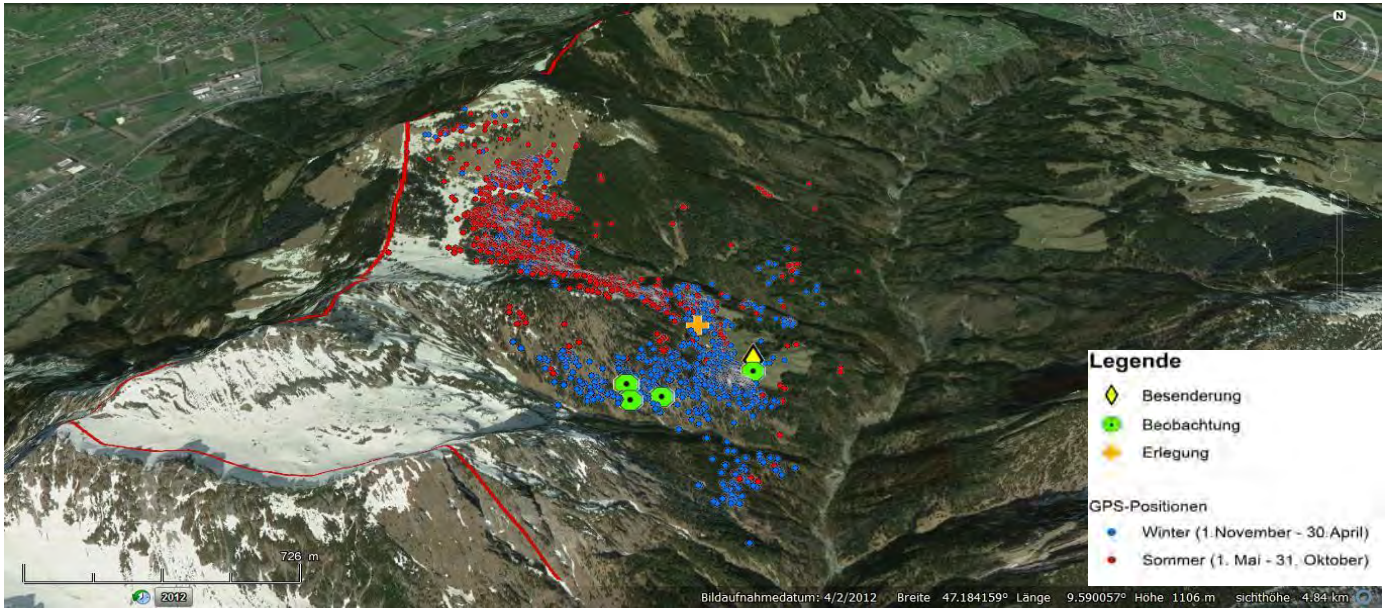 N
Legende
Besenderung
Beobachtung
Erlegung
GPS-Positionen
Winter (1.November - 30.April)
Sommer (1. Mai - 31. Oktober)
726 m
2012
Bildaufnahmedatum: 4/2/2012 Breite 47.184159° Länge 9.590057° Höhe 1106 m sichthöhe 4.84 km